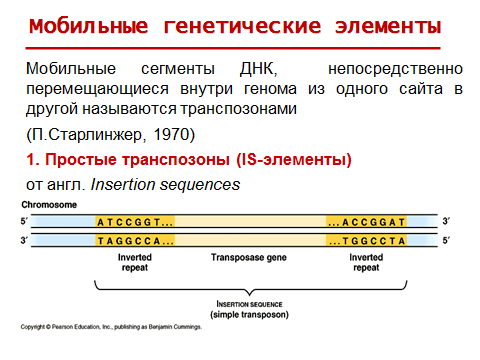 Мобильные генетические элементы
Мобильные сегменты ДНК, непосредственно
перемещающиеся внутри генома из одного сайта в
другой называются транспозонами
(П.Старлинжер, 1970)
1. Простые транспозоны (IS-элементы)
от англ. Insertion sequences
Chromosome
5′ ATCCGGT... ...ACCGGAT 3′
3′ TAGGCCA... ...TGGCCTA 5′
Inverted Transposase gene Inverted
repeat repeat
INSERTION SEQUENCE
(simple transposon)
Copyright © Pearson Education, Inc., publishing as Benjamin Cummings.